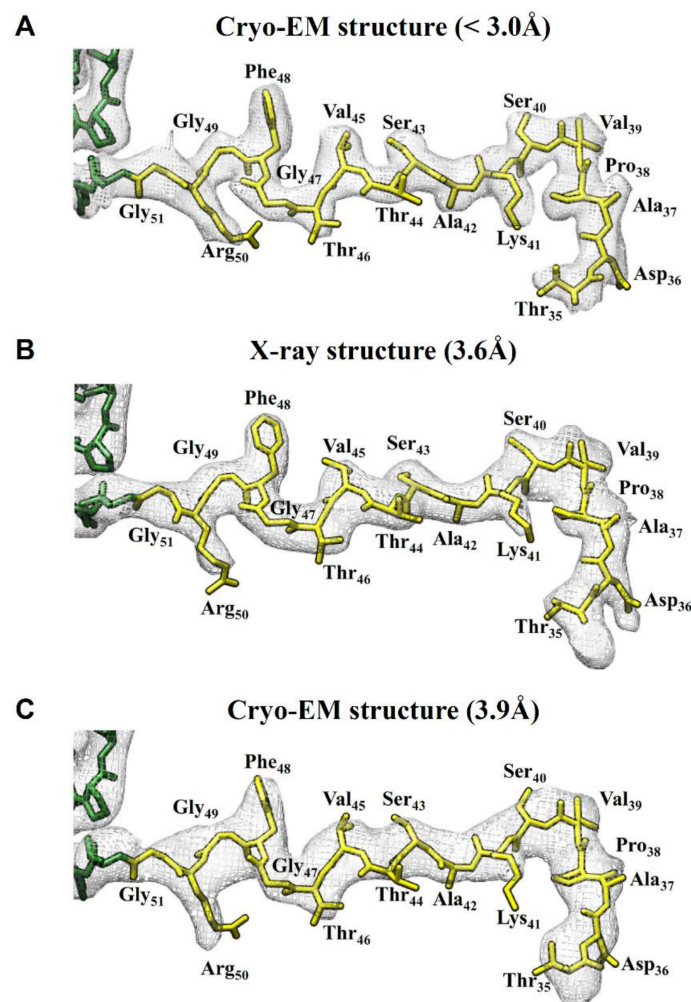 A Cryo-EM structure (< 3.0Å)
Phe₄₈
Gly₄₉ Val₄₅ Ser₄₃ Ser₄₀ Val₃₉
Gly₄₇ Pro₃₈
Gly₅₁ Thr₄₄ Ala₄₂ Ala₃₇
Arg₅₀ Thr₄₆ Lys₄₁ Asp₃₆
Thr₃₅
B X-ray structure (3.6Å)
Phe₄₈
Gly₄₉ Val₄₅ Ser₄₃ Ser₄₀ Val₃₉
Gly₄₇ Pro₃₈
Gly₅₁ Thr₄₄ Ala₄₂ Lys₄₁ Ala₃₇
Arg₅₀ Thr₄₆ Thr₃₅ Asp₃₆
C Cryo-EM structure (3.9Å)
Phe₄₈
Gly₄₉ Val₄₅ Ser₄₃ Ser₄₀ Val₃₉
Gly₄₇ Pro₃₈
Gly₅₁ Thr₄₄ Ala₄₂ Ala₃₇
Arg₅₀ Thr₄₆ Lys₄₁ Asp₃₆
Thr₃₅